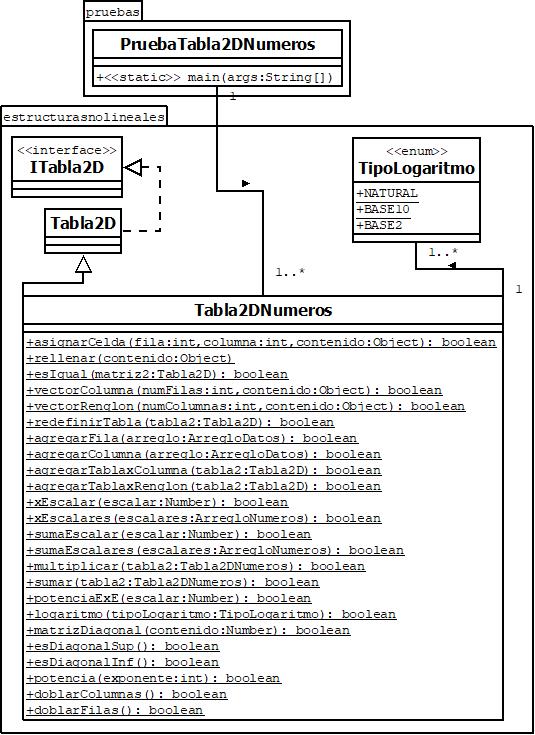 pruebas
PruebaTabla2DNumeros
+<<static>> main(args:String[])
1
estructurasnolineales
<<interface>>
ITabla2D
<<enum>>
TipoLogaritmo
+NATURAL
+BASE10
+BASE2
Tabla2D
1..*
1..*
1
Tabla2DNumeros
+asignarCelda(fila:int,columna:int,contenido:Object): boolean
+rellenar(contenido:Object)
+esIgual(matriz2:Tabla2D): boolean
+vectorColumna(numFilas:int,contenido:Object): boolean
+vectorRenglon(numColumnas:int,contenido:Object): boolean
+redefinirTabla(tabla2:Tabla2D): boolean
+agregarFila(arreglo:ArregloDatos): boolean
+agregarColumna(arreglo:ArregloDatos): boolean
+agregarTablaxColumna(tabla2:Tabla2D): boolean
+agregarTablaxRenglon(tabla2:Tabla2D): boolean
+xEscalar(escalar:Number): boolean
+xEscalares(escalares:ArregloNumeros): boolean
+sumaEscalar(escalar:Number): boolean
+sumaEscalares(escalares:ArregloNumeros): boolean
+multiplicar(tabla2:Tabla2DNumeros): boolean
+sumar(tabla2:Tabla2DNumeros): boolean
+potenciaExE(escalar:Number): boolean
+logaritmo(tipoLogaritmo:TipoLogaritmo): boolean
+matrizDiagonal(contenido:Number): boolean
+esDiagonalSup(): boolean
+esDiagonalInf(): boolean
+potencia(exponente:int): boolean
+doblarColumnas(): boolean
+doblarFilas(): boolean